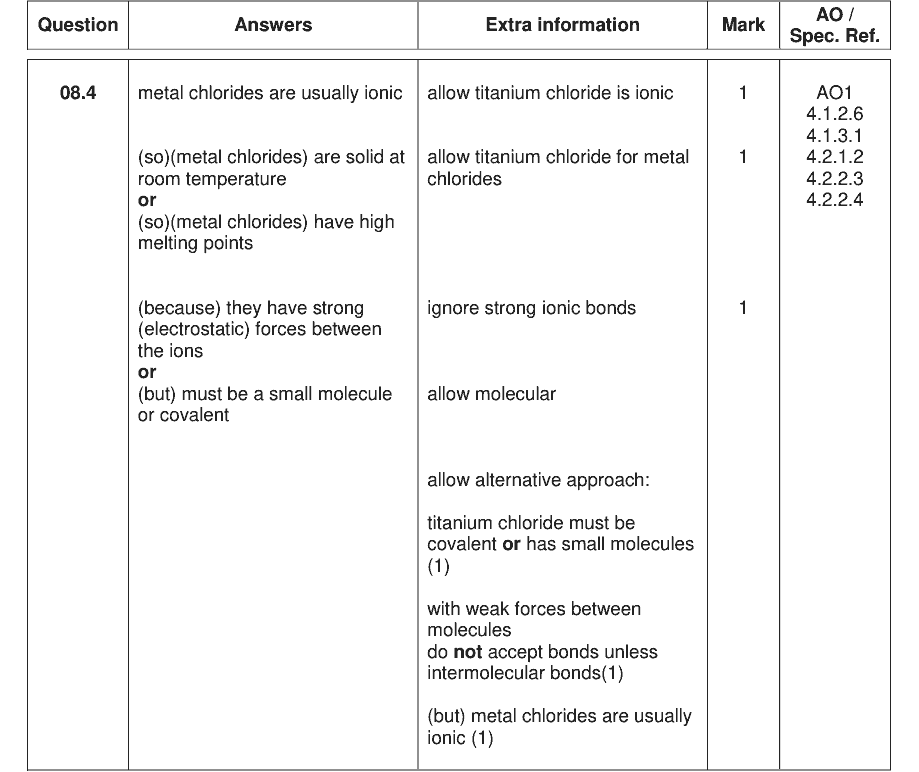 Question Answers Extra information Mark AO /
Spec. Ref.
08.4 metal chlorides are usually ionic allow titanium chloride is ionic 1 AO1
4.1.2.6
4.1.3.1
(so)(metal chlorides) are solid at allow titanium chloride for metal 1 4.2.1.2
room temperature chlorides 4.2.2.3
or 4.2.2.4
(so)(metal chlorides) have high
melting points
(because) they have strong ignore strong ionic bonds 1
(electrostatic) forces between
the ions
or
(but) must be a small molecule allow molecular
or covalent
allow alternative approach:
titanium chloride must be
covalent or has small molecules
(1)
with weak forces between
molecules
do not accept bonds unless
intermolecular bonds(1)
(but) metal chlorides are usually
ionic (1)